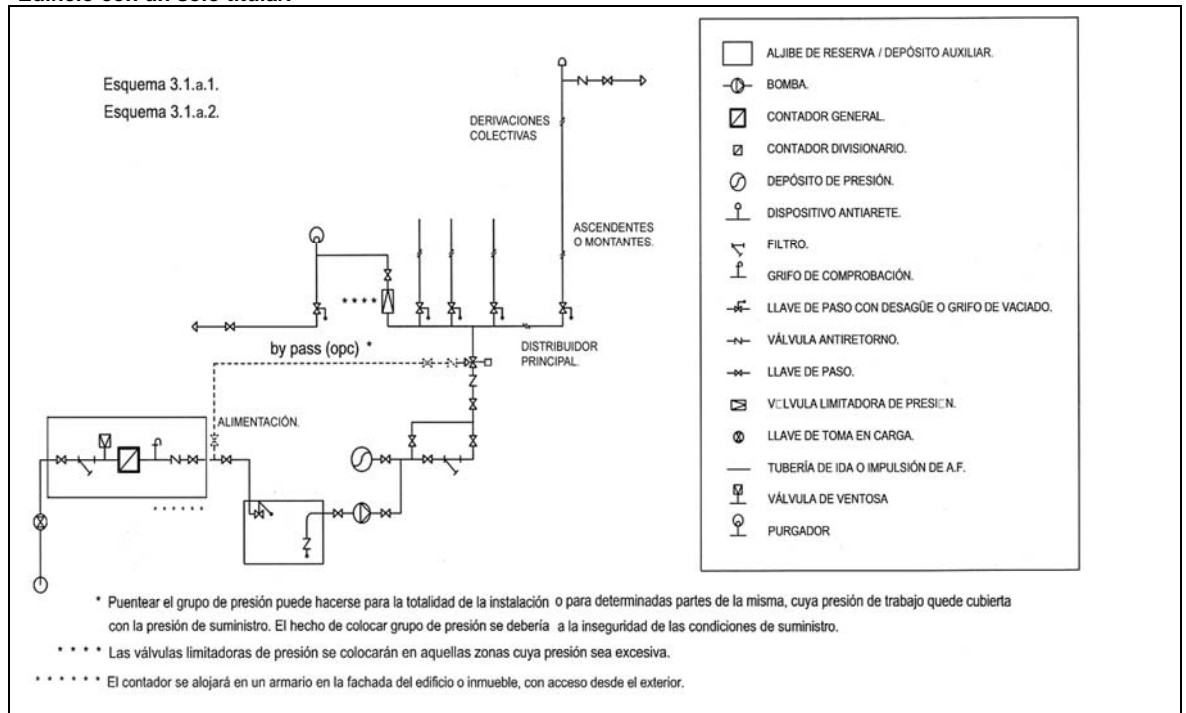 Edificio con un solo titular.
Esquema 3.1.a.1.
Esquema 3.1.a.2.
DERIVACIONES
COLECTIVAS
ASCENDENTES
O MONTANTES.
* * * *
by pass (opc) *
DISTRIBUIDOR
PRINCIPAL.
ALIMENTACIÓN.
* * * * * *
ALJIBE DE RESERVA / DEPÓSITO AUXILIAR.
BOMBA.
CONTADOR GENERAL.
CONTADOR DIVISIONARIO.
DEPÓSITO DE PRESIÓN.
DISPOSITIVO ANTIARETE.
FILTRO.
GRIFO DE COMPROBACIÓN.
LLAVE DE PASO CON DESAGÜE O GRIFO DE VACIADO.
VÁLVULA ANTIRETORNO.
LLAVE DE PASO.
V□LVULA LIMITADORA DE PRESI□N.
LLAVE DE TOMA EN CARGA.
TUBERÍA DE IDA O IMPULSIÓN DE A.F.
VÁLVULA DE VENTOSA
PURGADOR
* Puentear el grupo de presión puede hacerse para la totalidad de la instalación o para determinadas partes de la misma, cuya presión de trabajo quede cubierta
con la presión de suministro. El hecho de colocar grupo de presión se debería a la inseguridad de las condiciones de suministro.
* * * * Las válvulas limitadoras de presión se colocarán en aquellas zonas cuya presión sea excesiva.
* * * * * * El contador se alojará en un armario en la fachada del edificio o inmueble, con acceso desde el exterior.